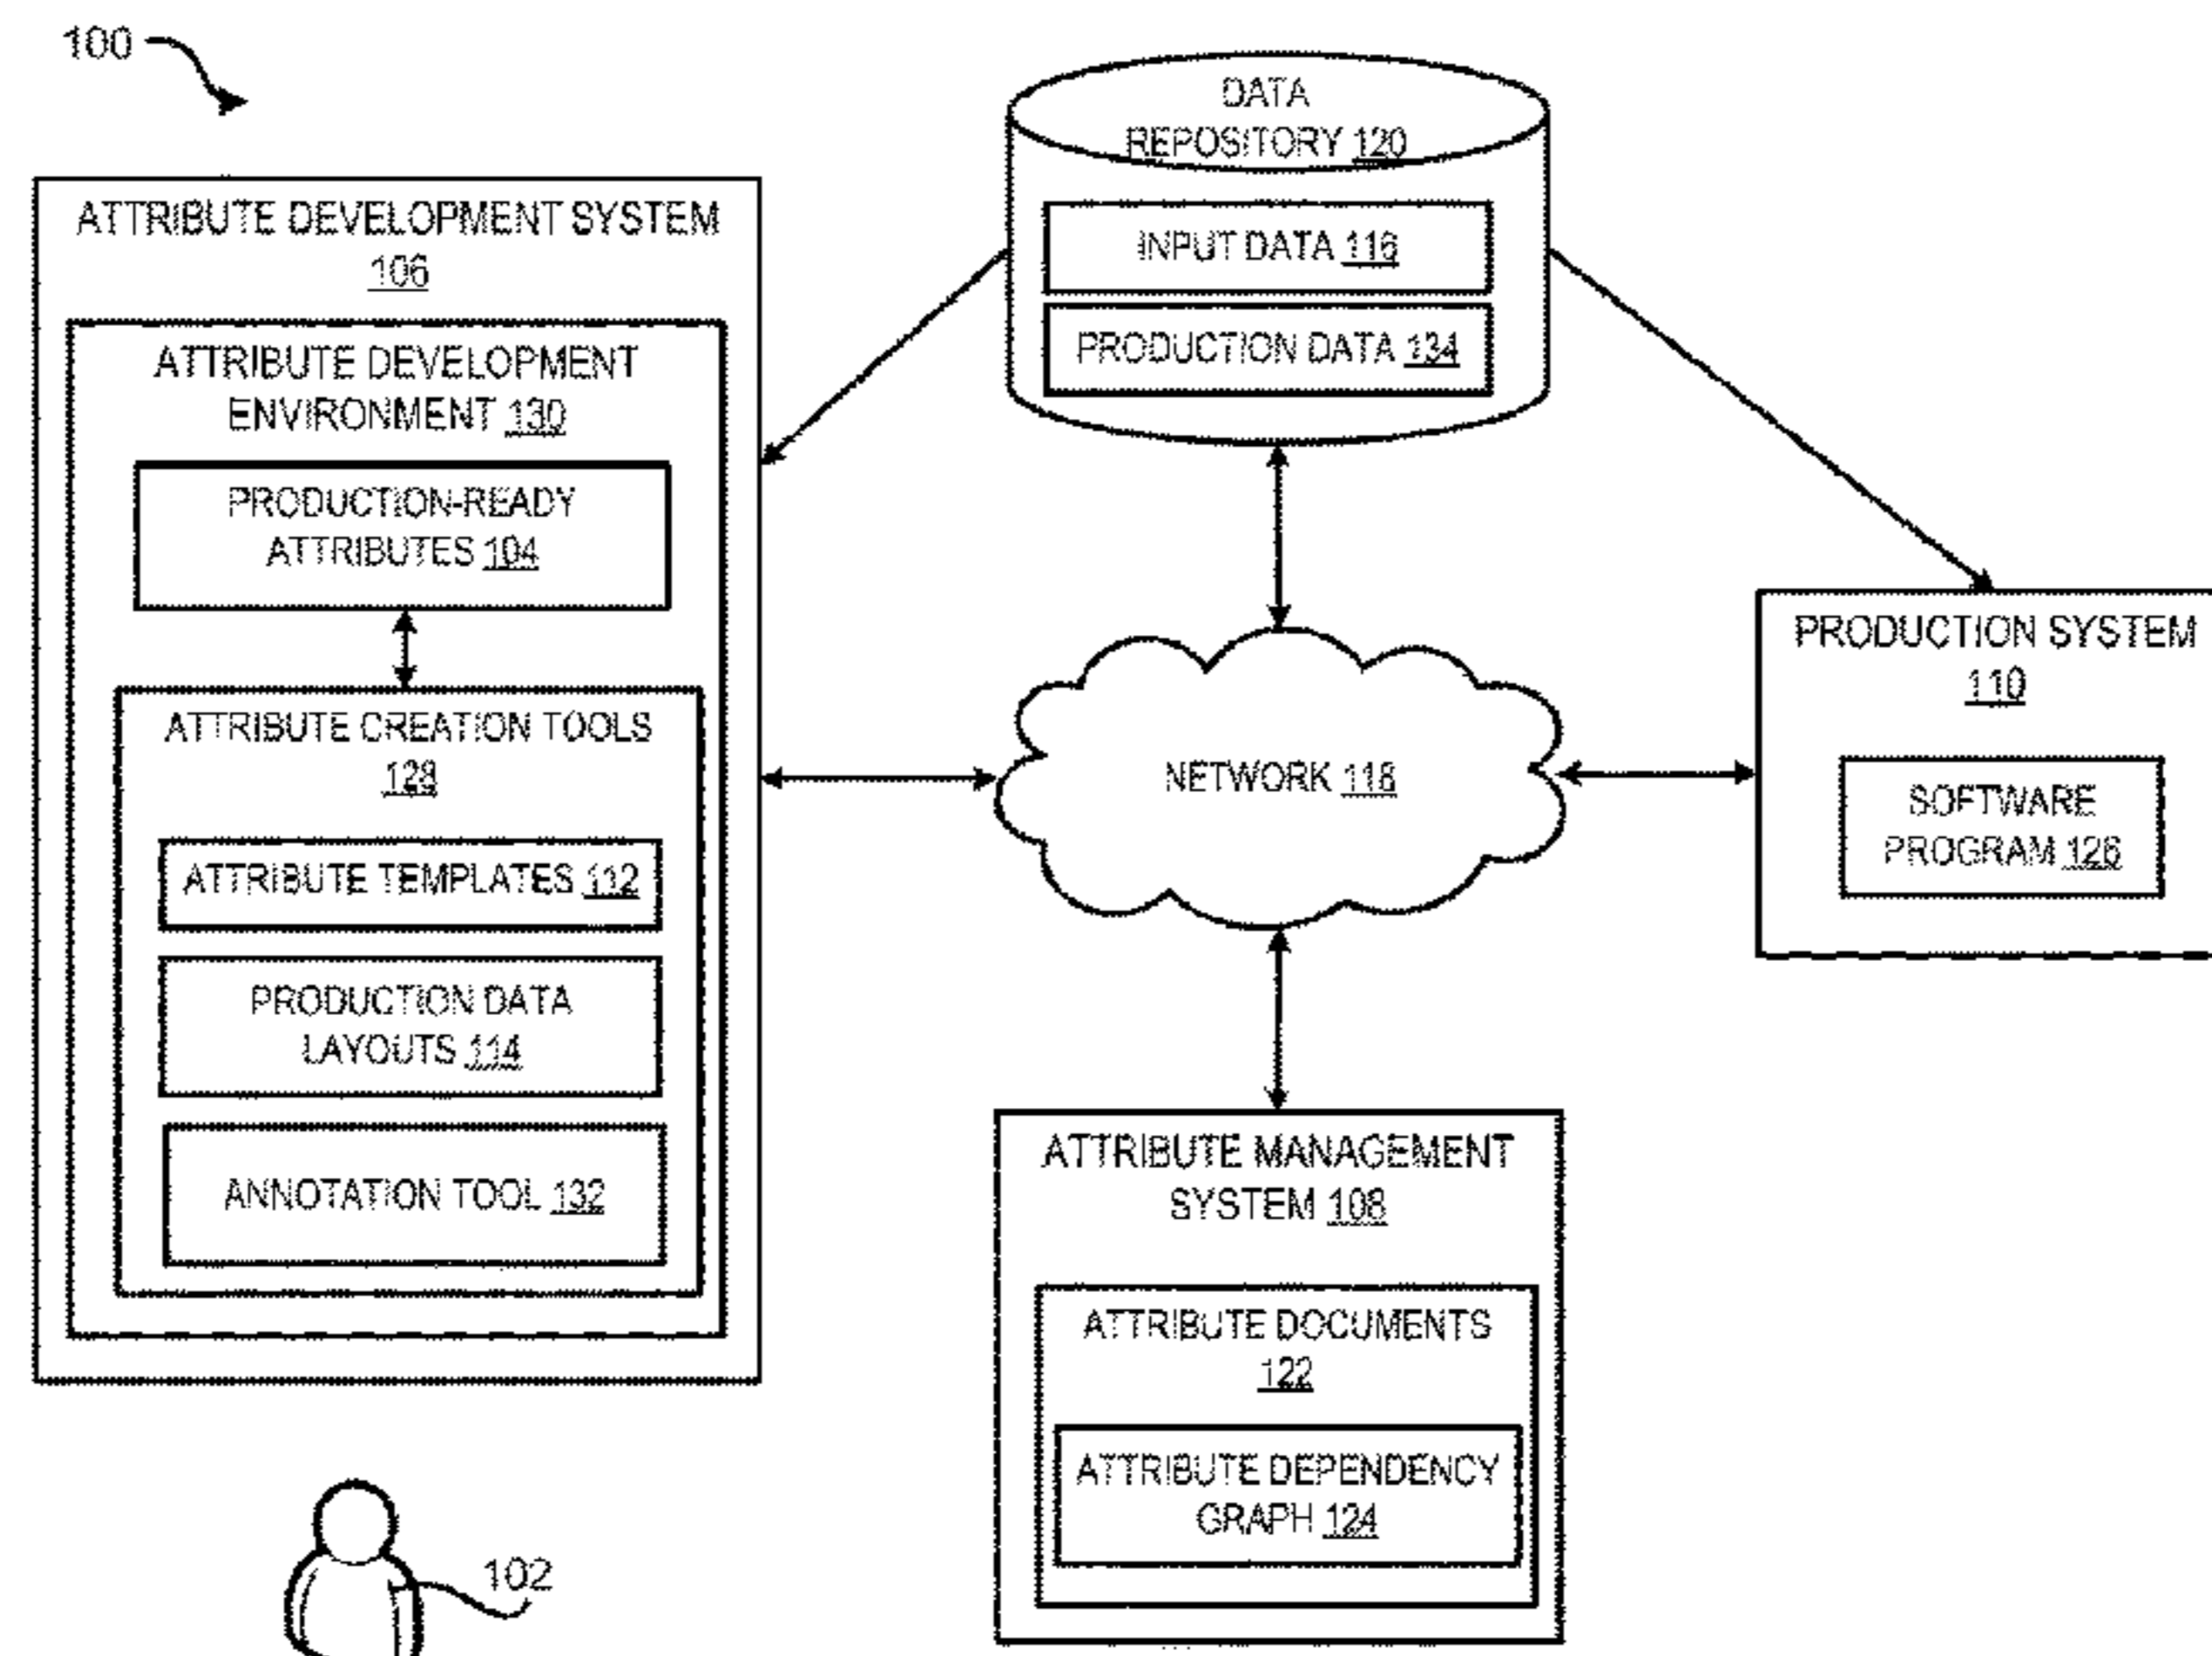 100
ATTRIBUTE DEVELOPMENT SYSTEM
106
ATTRIBUTE DEVELOPMENT
ENVIRONMENT 130
PRODUCTION-READY
ATTRIBUTES 104
ATTRIBUTE CREATION TOOLS
128
ATTRIBUTE TEMPLATES 112
PRODUCTION DATA
LAYOUTS 114
ANNOTATION TOOL 132
102
DATA
REPOSITORY 120
INPUT DATA 116
PRODUCTION DATA 134
NETWORK 118
ATTRIBUTE MANAGEMENT
SYSTEM 108
ATTRIBUTE DOCUMENTS
122
ATTRIBUTE DEPENDENCY
GRAPH 124
PRODUCTION SYSTEM
110
SOFTWARE
PROGRAM 126